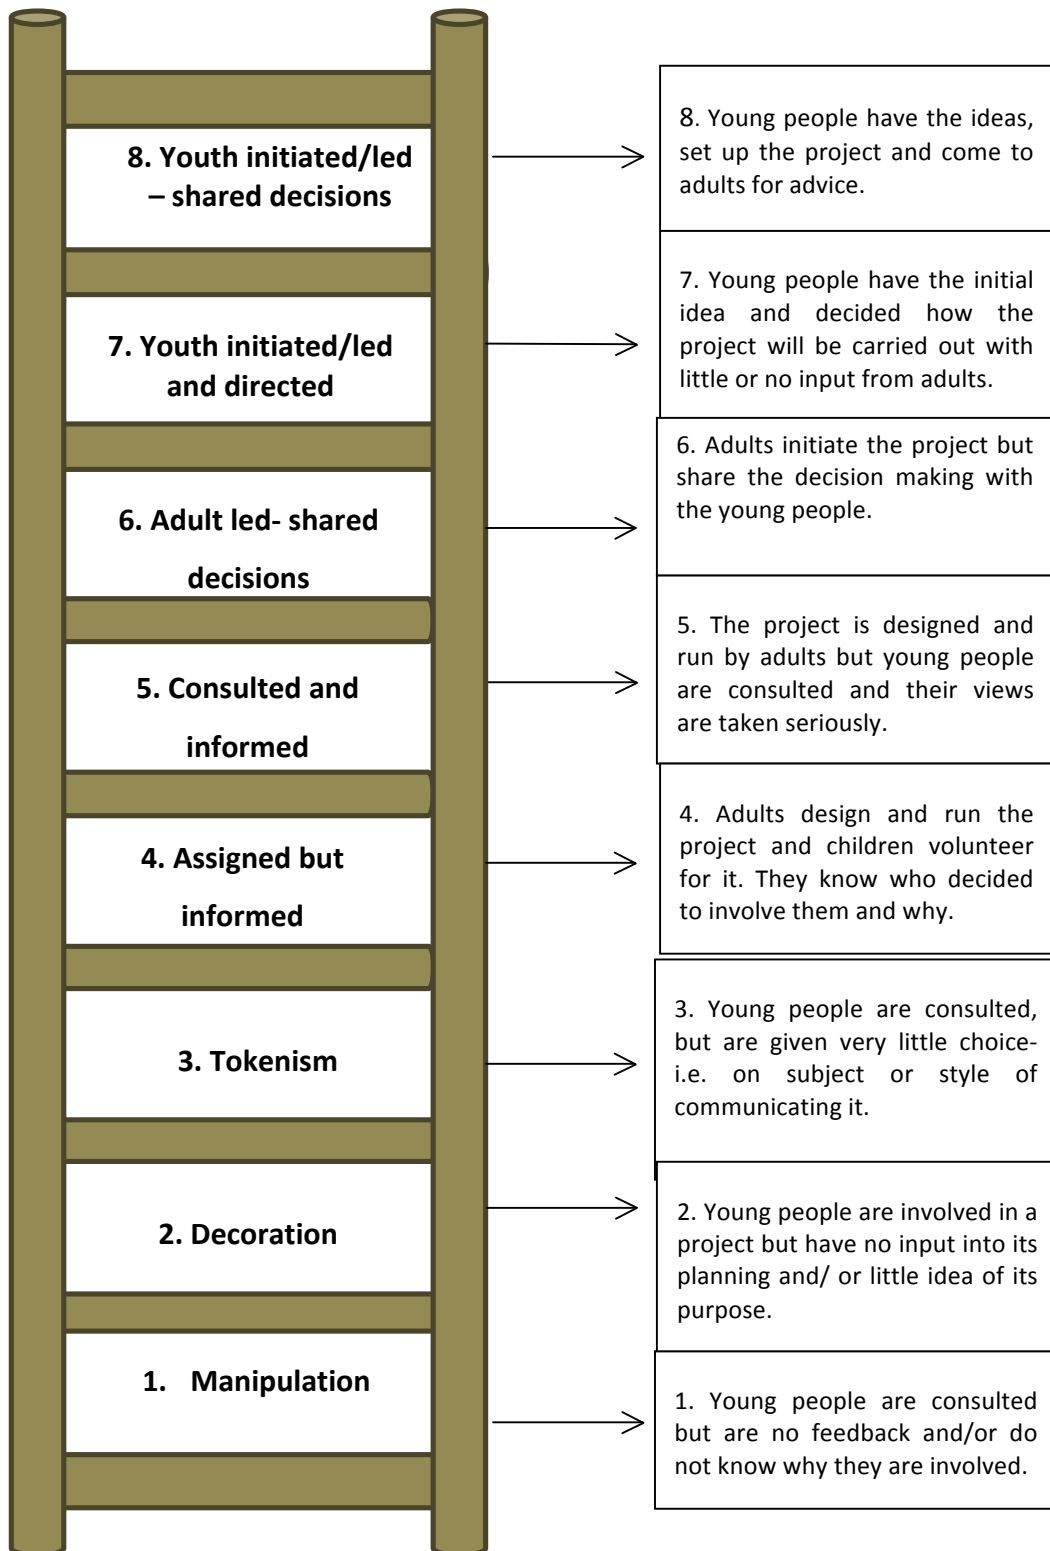 8. Youth initiated/led
– shared decisions
8. Young people have the ideas,
set up the project and come to
adults for advice.
7. Youth initiated/led
and directed
7. Young people have the initial
idea and decided how the
project will be carried out with
little or no input from adults.
6. Adult led- shared
decisions
6. Adults initiate the project but
share the decision making with
the young people.
5. Consulted and
informed
5. The project is designed and
run by adults but young people
are consulted and their views
are taken seriously.
4. Assigned but
informed
4. Adults design and run the
project and children volunteer
for it. They know who decided
to involve them and why.
3. Tokenism
3. Young people are consulted,
but are given very little choice-
i.e. on subject or style of
communicating it.
2. Decoration
2. Young people are involved in a
project but have no input into its
planning and/ or little idea of its
purpose.
1. Manipulation
1. Young people are consulted
but are no feedback and/or do
not know why they are involved.